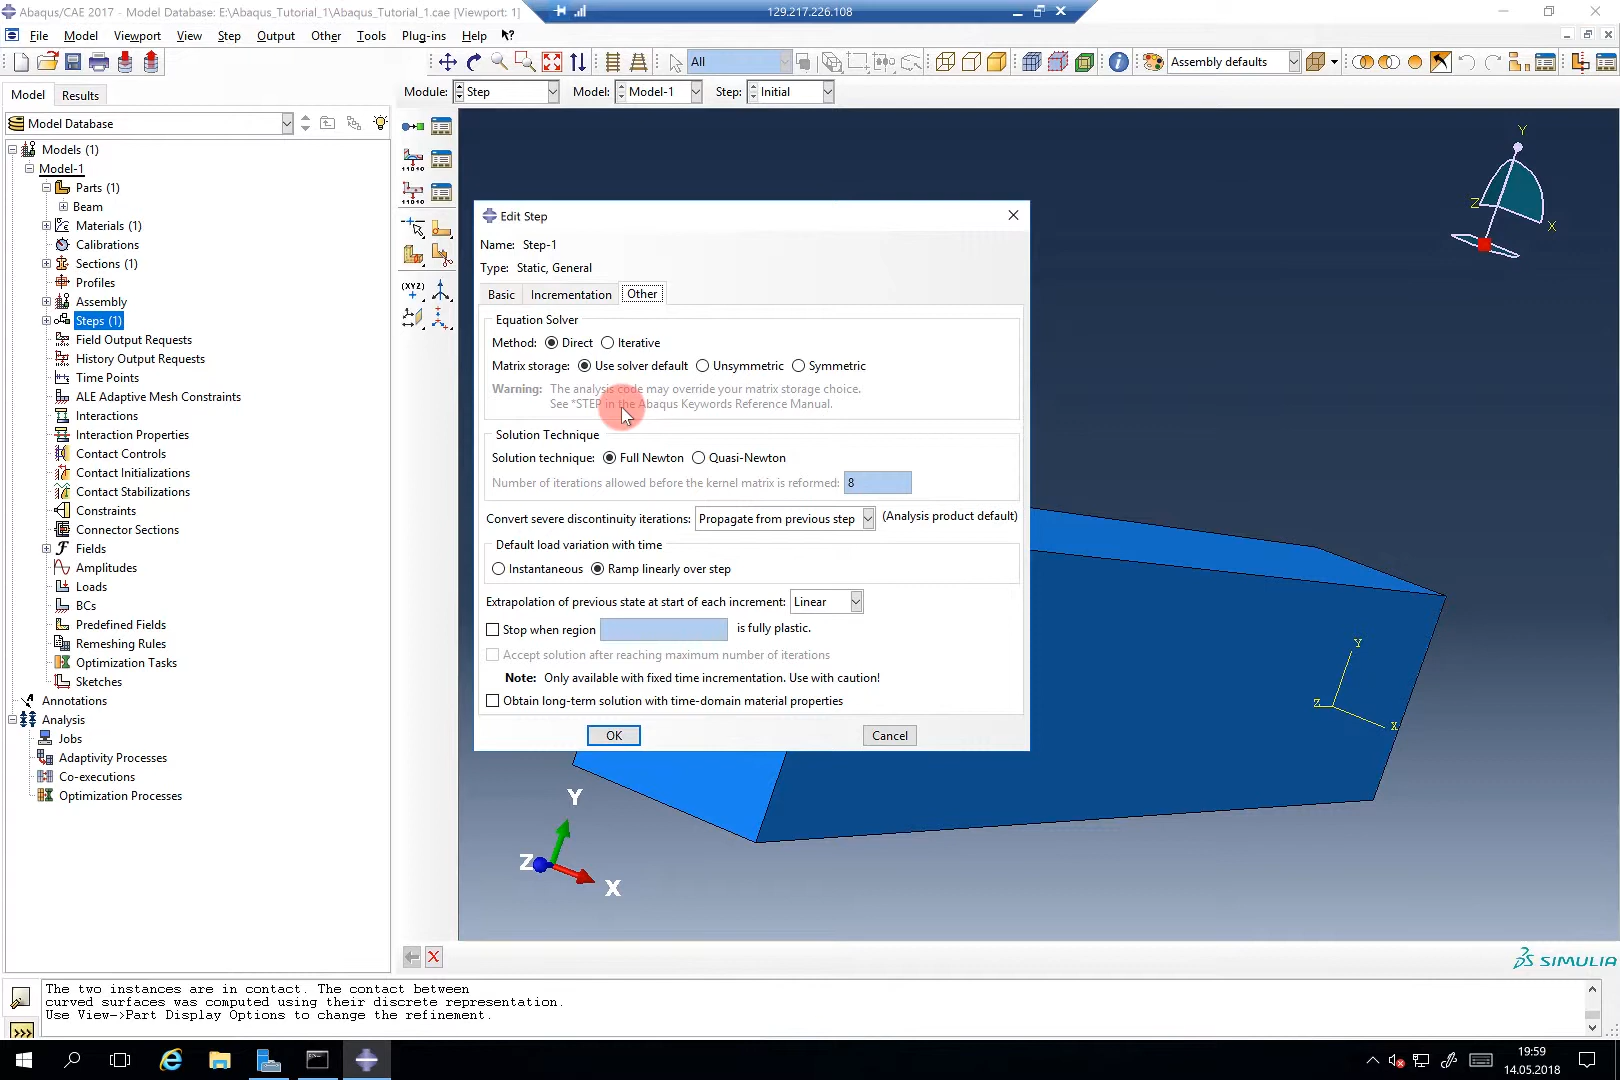 Abaqus/CAE 2017 - Model Database: E:\Abaqus_Tutorial_1\Abaqus_Tutorial_1.cae [Viewport: 1]
129.217.226.108
File Model Viewport View Step Output Other Tools Plug-ins Help
All
Assembly defaults
Model Results
Module: Step Model: Model-1 Step: Initial
Model Database
Models (1)
Model-1
Parts (1)
Beam
Materials (1)
Calibrations
Sections (1)
Profiles
Assembly
Steps (1)
Field Output Requests
History Output Requests
Time Points
ALE Adaptive Mesh Constraints
Interactions
Interaction Properties
Contact Controls
Contact Initializations
Contact Stabilizations
Constraints
Connector Sections
Fields
Amplitudes
Loads
BCs
Predefined Fields
Remeshing Rules
Optimization Tasks
Sketches
Annotations
Analysis
Jobs
Adaptivity Processes
Co-executions
Optimization Processes
11010
11010
(XYZ)
Edit Step
Name: Step-1
Type: Static, General
Basic Incrementation Other
Equation Solver
Method: Direct Iterative
Matrix storage: Use solver default Unsymmetric Symmetric
Warning: The analysis code may override your matrix storage choice.
See *STEP in the Abaqus Keywords Reference Manual.
Solution Technique
Solution technique: Full Newton Quasi-Newton
Number of iterations allowed before the kernel matrix is reformed: 8
Convert severe discontinuity iterations: Propagate from previous step (Analysis product default)
Default load variation with time
Instantaneous Ramp linearly over step
Extrapolation of previous state at start of each increment: Linear
Stop when region is fully plastic.
Accept solution after reaching maximum number of iterations
Note: Only available with fixed time incrementation. Use with caution!
Obtain long-term solution with time-domain material properties
OK Cancel
Y
Z
X
Y
Z
X
Y
Z
X
SIMULIA
The two instances are in contact. The contact between
curved surfaces was computed using their discrete representation.
Use View->Part Display Options to change the refinement.
>>>
19:59
14.05.2018